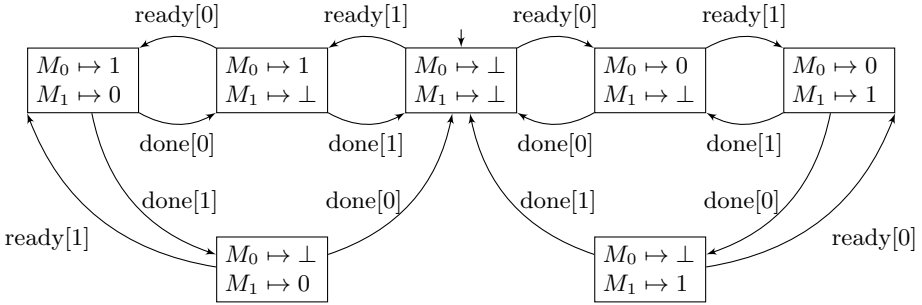 ready[0]
ready[1]
ready[0]
ready[1]
M₀ ↦ 1
M₁ ↦ 0
M₀ ↦ 1
M₁ ↦ ⊥
M₀ ↦ ⊥
M₁ ↦ ⊥
M₀ ↦ 0
M₁ ↦ ⊥
M₀ ↦ 0
M₁ ↦ 1
done[0]
done[1]
done[0]
done[1]
done[1]
done[0]
done[1]
done[0]
ready[1]
ready[0]
M₀ ↦ ⊥
M₁ ↦ 0
M₀ ↦ ⊥
M₁ ↦ 1